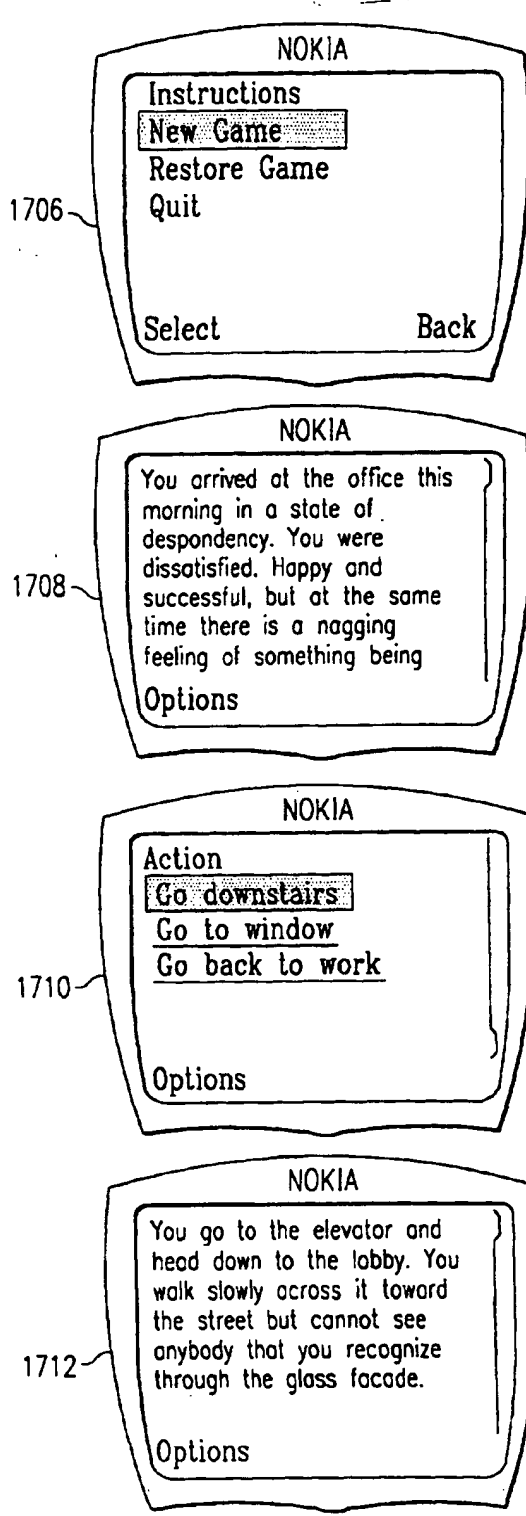 NOKIA
Instructions
New Game
Restore Game
Quit
1706
Select Back
NOKIA
You arrived at the office this
morning in a state of
despondency. You were
dissatisfied. Happy and
successful, but at the same
time there is a nagging
feeling of something being
1708
Options
NOKIA
Action
Go downstairs
Go to window
Go back to work
1710
Options
NOKIA
You go to the elevator and
head down to the lobby. You
walk slowly across it toward
the street but cannot see
anybody that you recognize
through the glass facade.
1712
Options